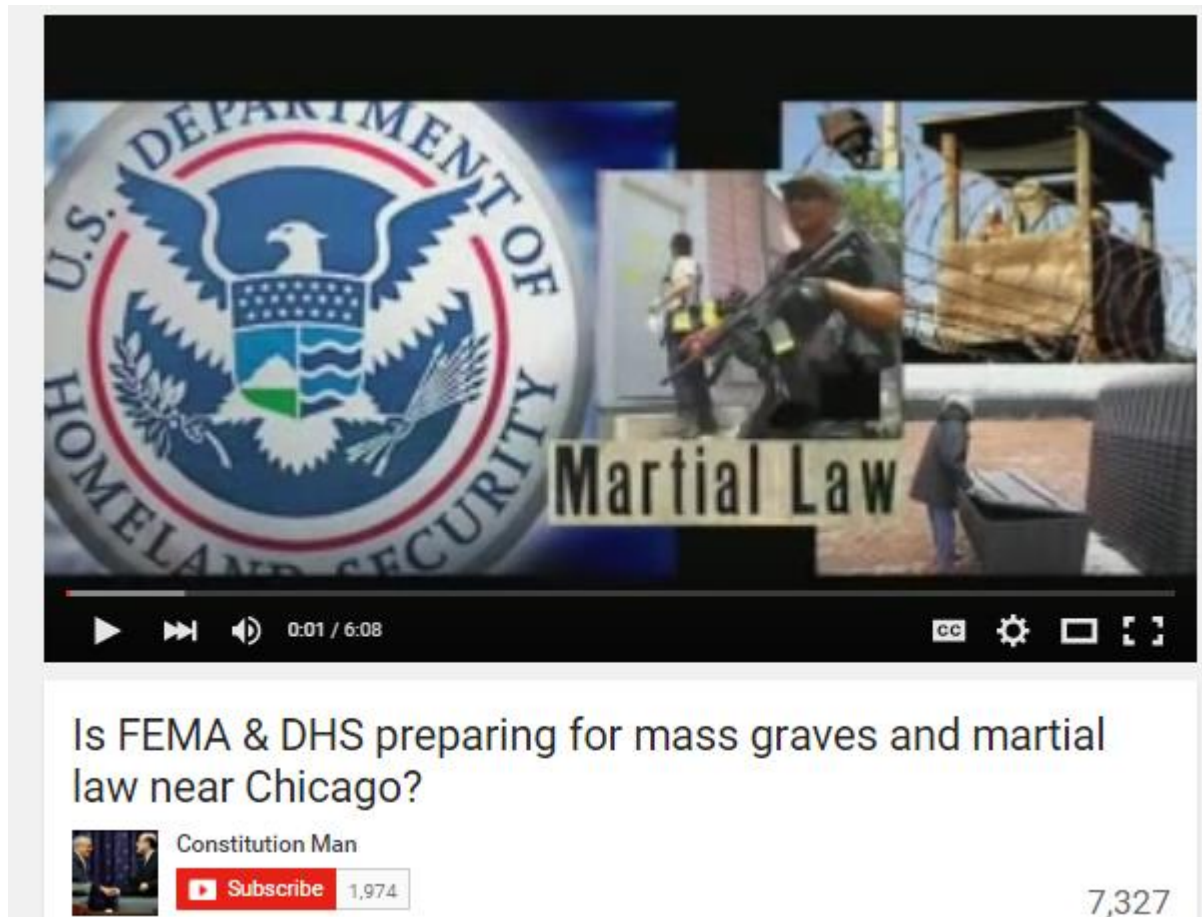 U.S. DEPARTMENT OF
HOMELAND SECURITY
Martial Law
0:01 / 6:08
CC
Is FEMA & DHS preparing for mass graves and martial
law near Chicago?
Constitution Man
Subscribe 1,974
7,327